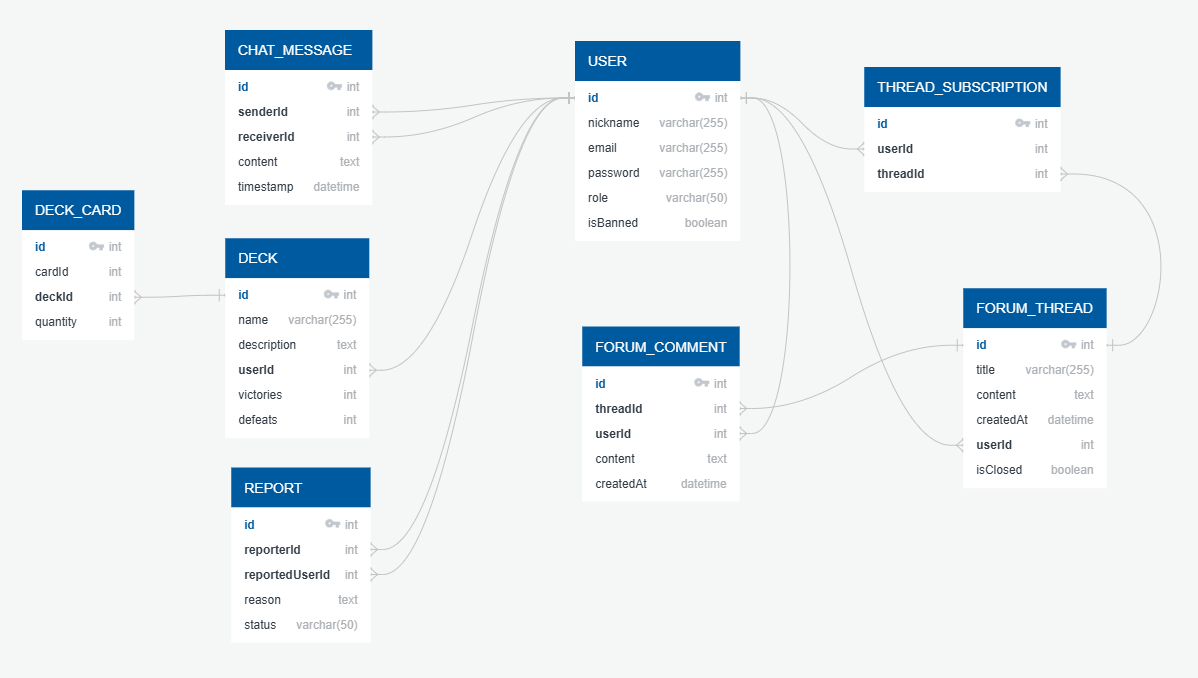 CHAT_MESSAGE
id int
senderId int
receiverId int
content text
timestamp datetime
USER
id int
nickname varchar(255)
email varchar(255)
password varchar(255)
role varchar(50)
isBanned boolean
THREAD_SUBSCRIPTION
id int
userId int
threadId int
DECK_CARD
id int
cardId int
deckId int
quantity int
DECK
id int
name varchar(255)
description text
userId int
victories int
defeats int
FORUM_COMMENT
id int
threadId int
userId int
content text
createdAt datetime
FORUM_THREAD
id int
title varchar(255)
content text
createdAt datetime
userId int
isClosed boolean
REPORT
id int
reporterId int
reportedUserId int
reason text
status varchar(50)